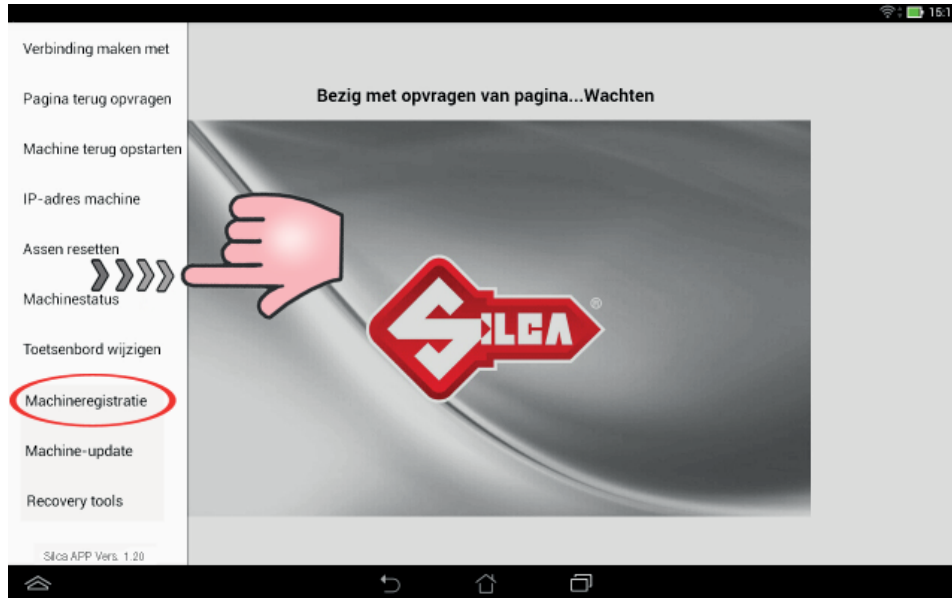 15:1
Verbinding maken met
Pagina terug opvragen
Machine terug opstarten
IP-adres machine
Assen resetten
Machinestatus
Toetsenbord wijzigen
Machineregistratie
Machine-update
Recovery tools
Silca APP Vers. 1.20
Bezig met opvragen van pagina...Wachten
SILCA
®